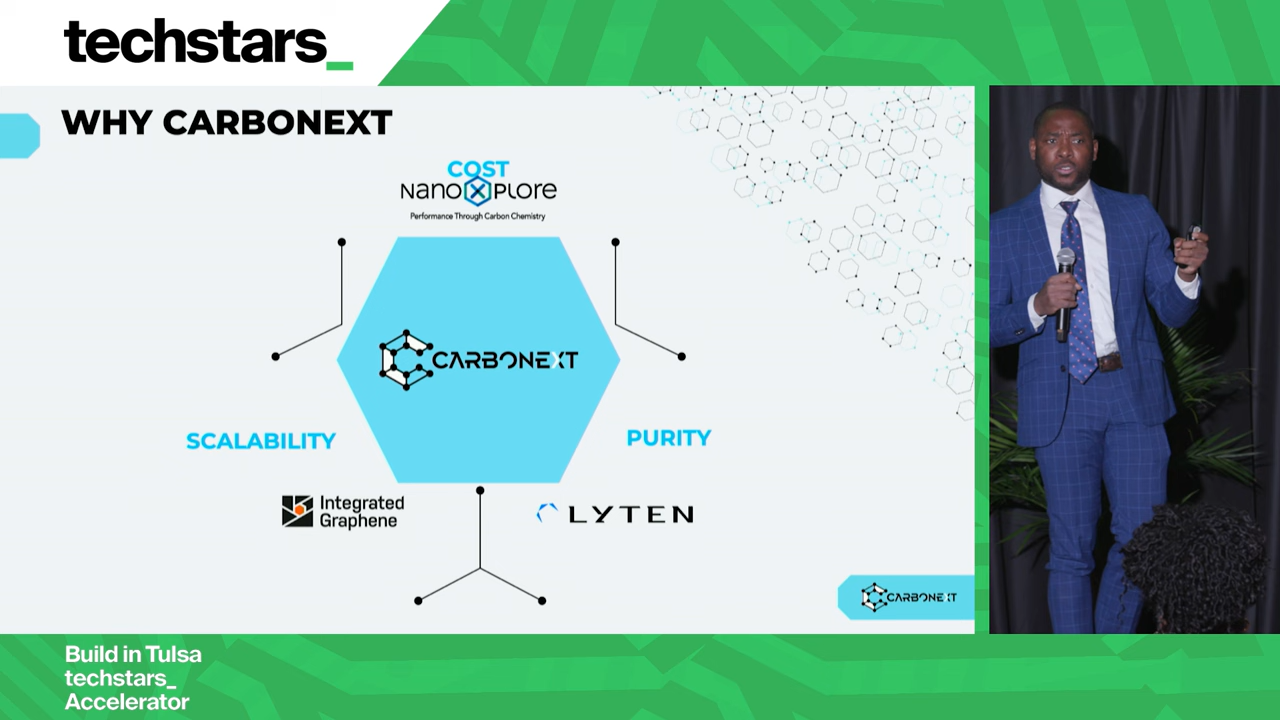 techstars_
WHY CARBONEXT
COST
NanoXplore
Performance Through Carbon Chemistry
CARBONEXT
SCALABILITY
PURITY
Integrated
Graphene
LYTEN
CARBONEXT
Build in Tulsa
techstars_
Accelerator